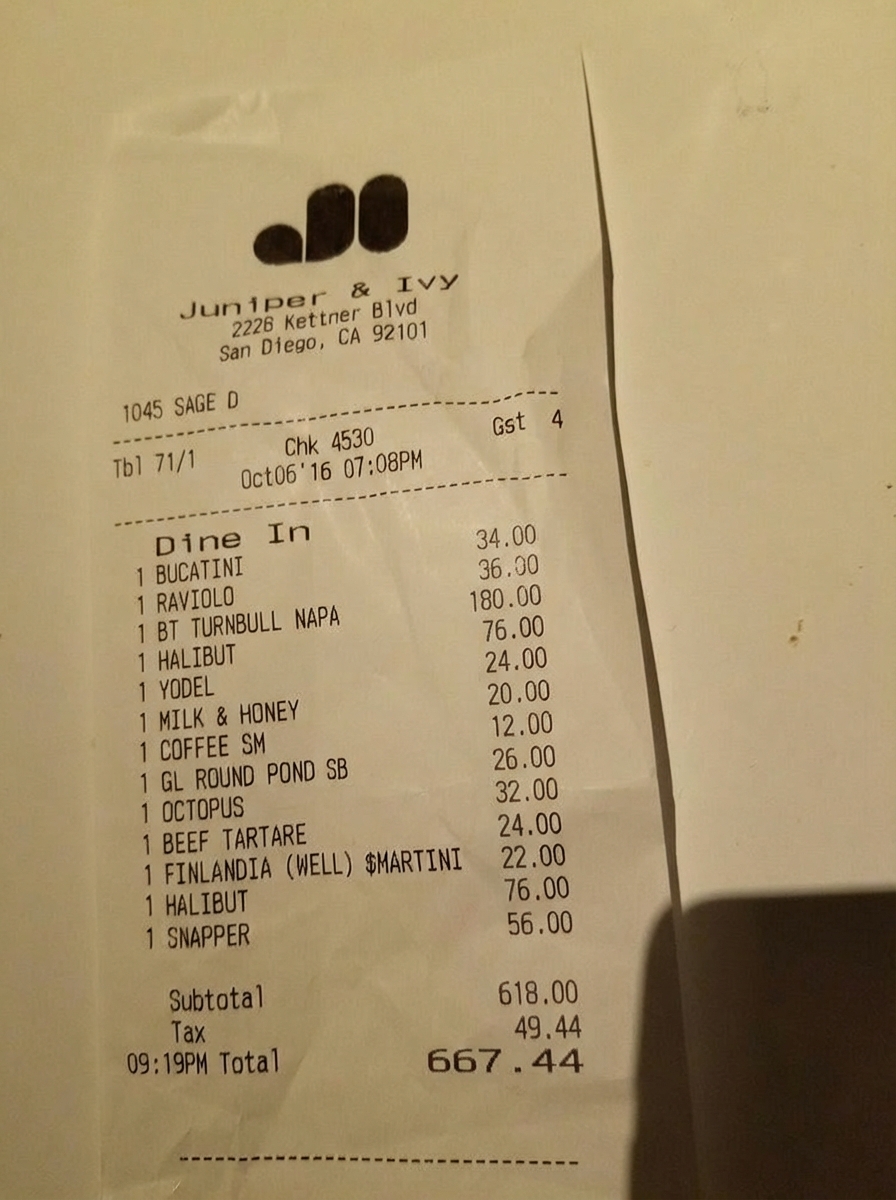 Juniper & Ivy
2228 Kettner Blvd
San Diego, CA 92101
1045 SAGE D
Tbl 71/1 Chk 4530 Gst 4
Oct06'16 07:08PM
Dine In
1 BUCATINI 34.00
1 RAVIOLO 36.00
1 BT TURNBULL NAPA 180.00
1 HALIBUT 76.00
1 YODEL 24.00
1 MILK & HONEY 20.00
1 COFFEE SM 12.00
1 GL ROUND POND SB 26.00
1 OCTOPUS 32.00
1 BEEF TARTARE 24.00
1 FINLANDIA (WELL) $MARTINI 22.00
1 HALIBUT 76.00
1 SNAPPER 56.00
Subtotal 618.00
Tax 49.44
09:19PM Total 667.44